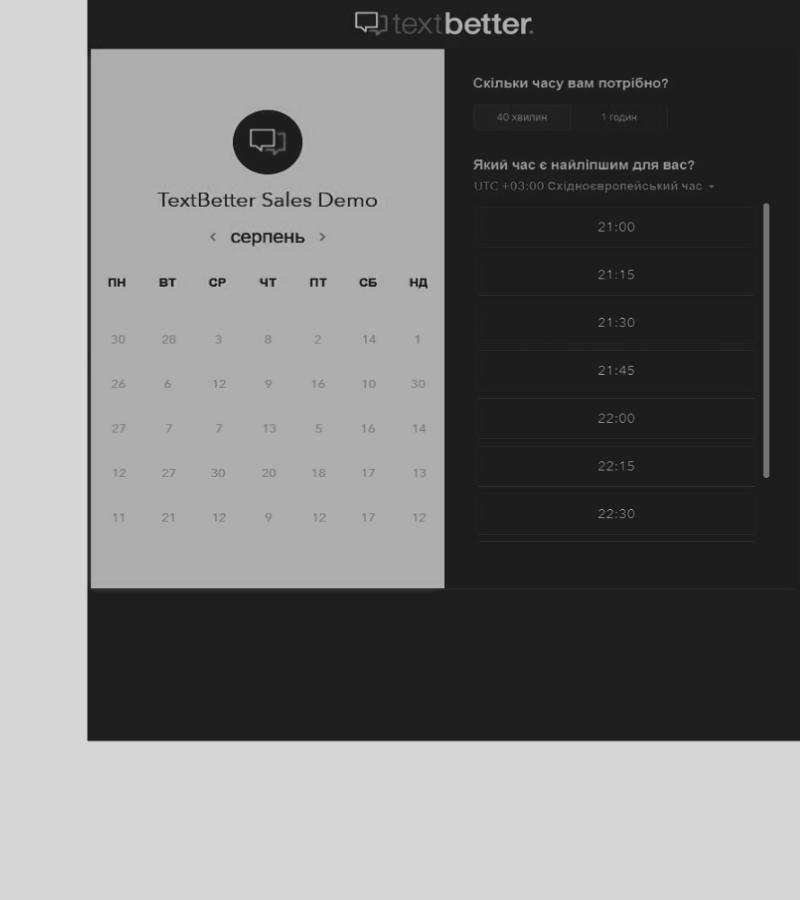 textbetter.
TextBetter Sales Demo
< серпень >
ПН ВТ СР ЧТ ПТ СБ НД
30 28 3 8 2 14 1
26 6 12 9 16 10 30
27 7 7 13 5 16 14
12 27 30 20 18 17 13
11 21 12 9 12 17 12
Скільки часу вам потрібно?
40 хвилин 1 годин
Який час є найліпшим для вас?
UTC +03:00 Східноєвропейський час
21:00
21:15
21:30
21:45
22:00
22:15
22:30